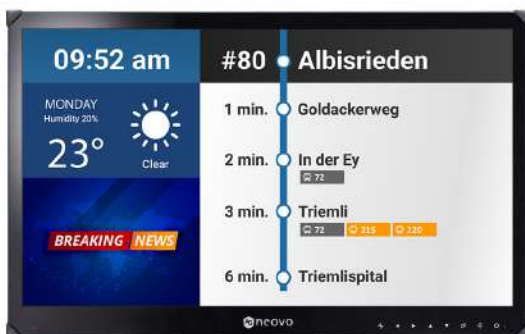 09:52 am
MONDAY
Humidity 20%
23°
Clear
BREAKING NEWS
#80 Albisrieden
1 min. Goldackerweg
2 min. In der Ey
72
3 min. Triemli
72 215 220
6 min. Triemlispital
neovo